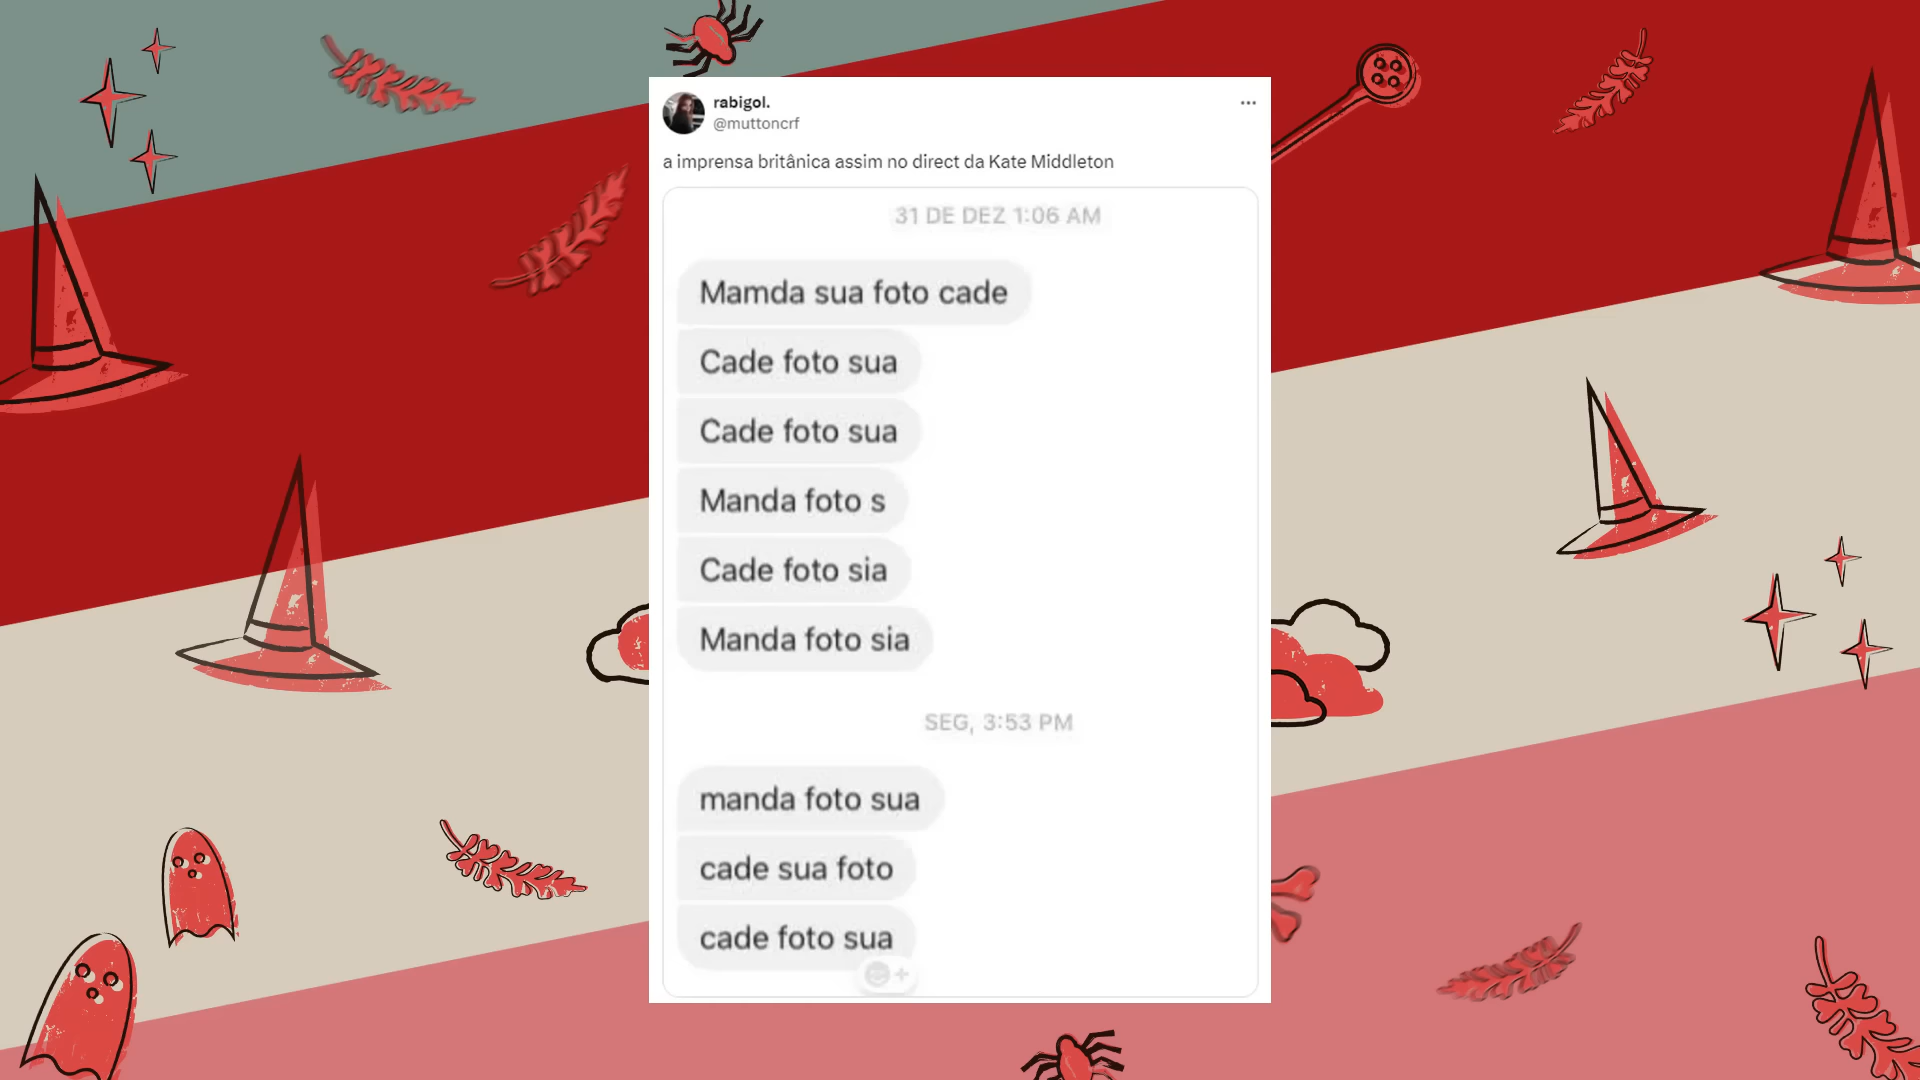 rabigol.
@muttoncrf
a imprensa britânica assim no direct da Kate Middleton
31 DE DEZ 1:06 AM
Mamda sua foto cade
Cade foto sua
Cade foto sua
Manda foto s
Cade foto sia
Manda foto sia
SEG, 3:53 PM
manda foto sua
cade sua foto
cade foto sua